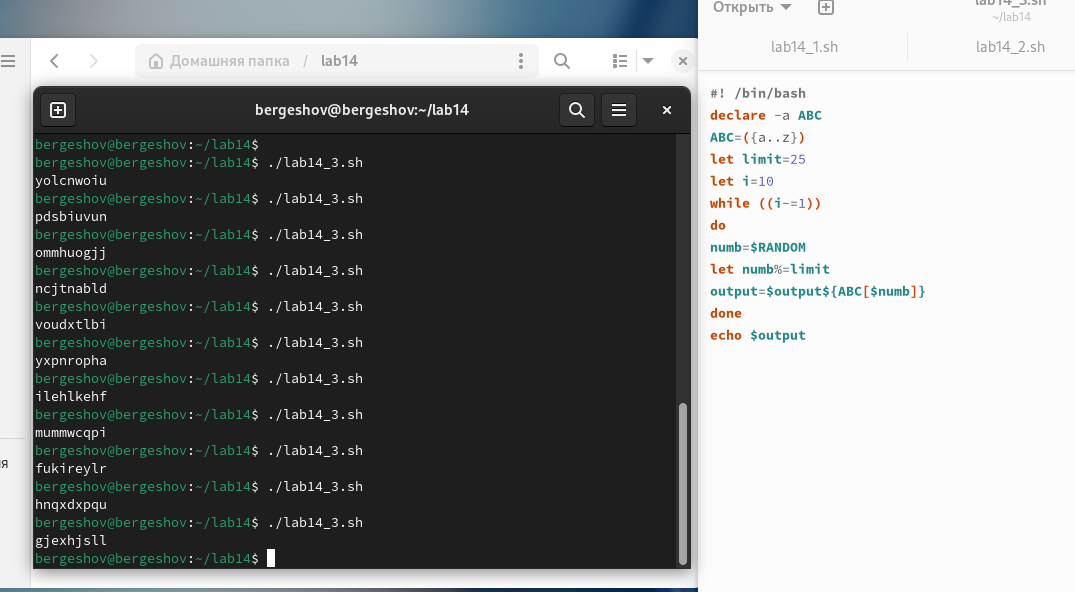 Открыть
lab14_3.sh
~/lab14
lab14_1.sh
lab14_2.sh
Домашняя папка / lab14
bergeshov@bergeshov:~/lab14
bergeshov@bergeshov:~/lab14$
bergeshov@bergeshov:~/lab14$ ./lab14_3.sh
yolcnwoiu
bergeshov@bergeshov:~/lab14$ ./lab14_3.sh
pdsbiuvun
bergeshov@bergeshov:~/lab14$ ./lab14_3.sh
ommhuogjj
bergeshov@bergeshov:~/lab14$ ./lab14_3.sh
ncjtnabld
bergeshov@bergeshov:~/lab14$ ./lab14_3.sh
voudxtlbi
bergeshov@bergeshov:~/lab14$ ./lab14_3.sh
yxpnropha
bergeshov@bergeshov:~/lab14$ ./lab14_3.sh
ilehlkehf
bergeshov@bergeshov:~/lab14$ ./lab14_3.sh
mummwcqpi
bergeshov@bergeshov:~/lab14$ ./lab14_3.sh
fukireylr
bergeshov@bergeshov:~/lab14$ ./lab14_3.sh
hnqxdxpqu
bergeshov@bergeshov:~/lab14$ ./lab14_3.sh
gjexhjsll
bergeshov@bergeshov:~/lab14$
#! /bin/bash
declare -a ABC
ABC=({a..z})
let limit=25
let i=10
while ((i-=1))
do
numb=$RANDOM
let numb%=limit
output=$output${ABC[$numb]}
done
echo $output